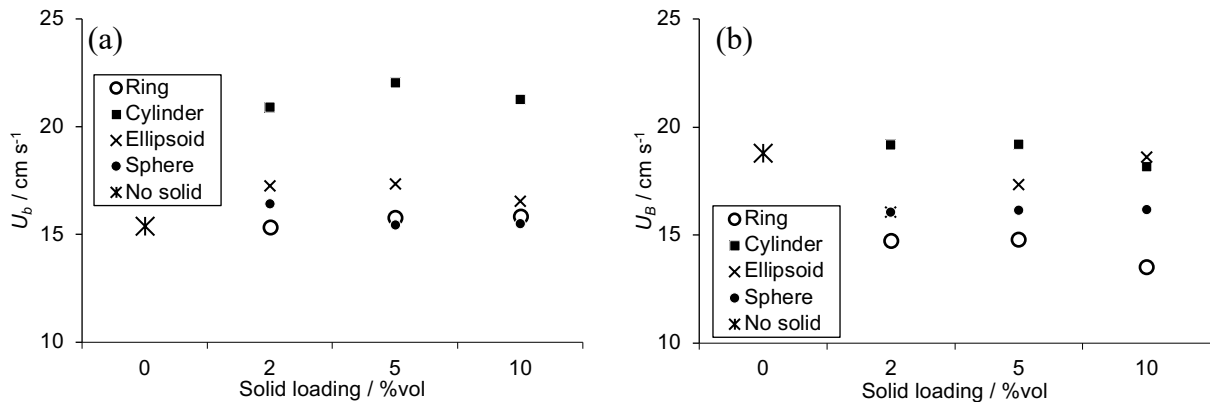 (a)
25
20
15
10
U_b / cm s⁻¹
Ring
Cylinder
Ellipsoid
Sphere
No solid
0 2 5 10
Solid loading / %vol
(b)
25
20
15
10
U_B / cm s⁻¹
Ring
Cylinder
Ellipsoid
Sphere
No solid
0 2 5 10
Solid loading / %vol